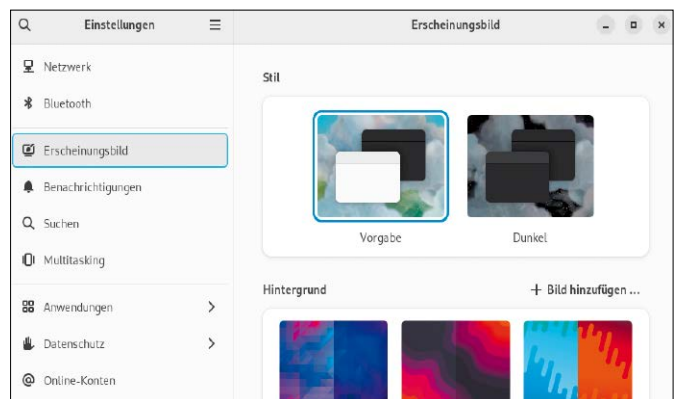 Einstellungen
Erscheinungsbild
Netzwerk
Bluetooth
Erscheinungsbild
Benachrichtigungen
Suchen
Multitasking
Anwendungen
Datenschutz
Online-Konten
Stil
Vorgabe
Dunkel
Hintergrund
+ Bild hinzufügen ...